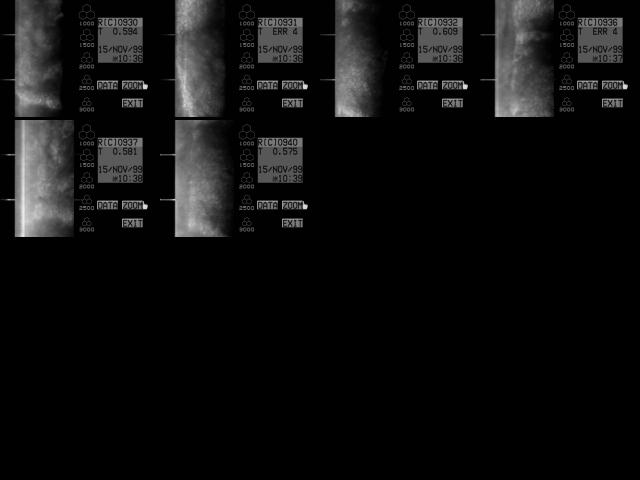 1000
R(C)0930
T 0.594
1500
15/NOV/99
2000
10:36
2500
DATA ZOOM
EXIT
3000
1000
R(C)0931
T ERR 4
1500
15/NOV/99
2000
10:36
2500
DATA ZOOM
EXIT
3000
1000
R(C)0932
T 0.609
1500
15/NOV/99
2000
10:36
2500
DATA ZOOM
EXIT
3000
1000
R(C)0936
T ERR 4
1500
15/NOV/99
2000
10:37
2500
DATA ZOOM
EXIT
3000
1000
R(C)0937
T 0.581
1500
15/NOV/99
2000
10:38
2500
DATA ZOOM
EXIT
3000
1000
R(C)0940
T 0.575
1500
15/NOV/99
2000
10:39
2500
DATA ZOOM
EXIT
3000